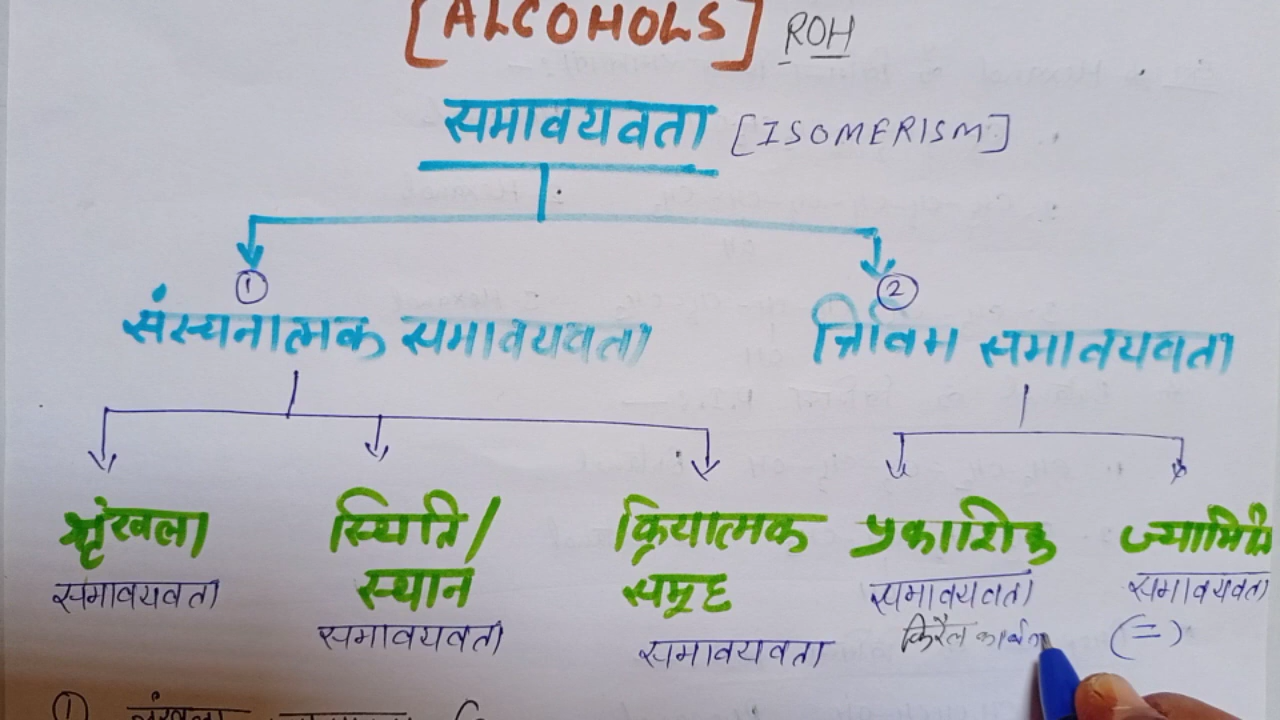 [ALCOHOLS] ROH
समावयवता [ISOMERISM]
① ②
संरचनात्मक समावयवता त्रिविम समावयवता
श्रृंखला स्थिति/ क्रियात्मक प्रकाशिक
स्थान समूह
समावयवता समावयवता समावयवता
समावयवता समावयवता
किरैल (=)
①